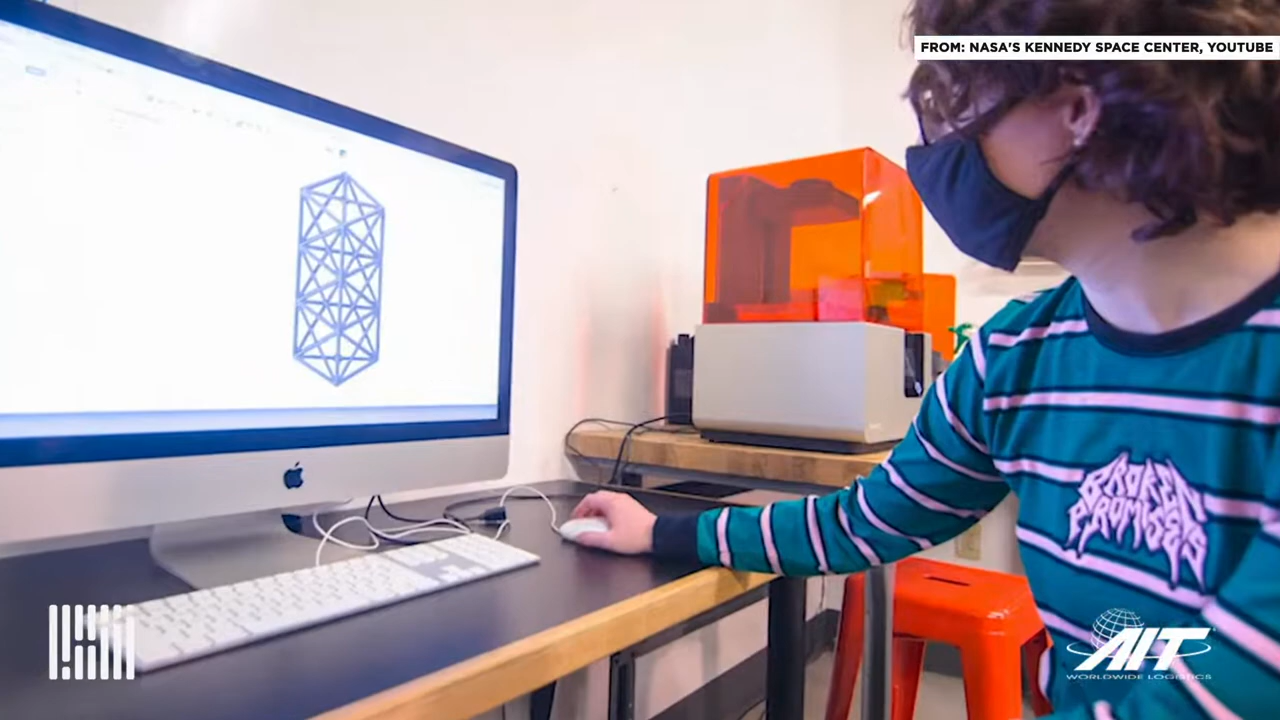 FROM: NASA'S KENNEDY SPACE CENTER, YOUTUBE
BROKEN
PROMISES
AIT
WORLDWIDE LOGISTICS